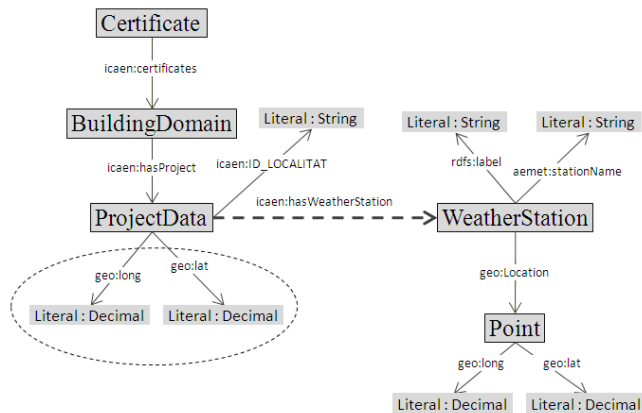 Certificate
icaen:certificates
BuildingDomain
Literal : String
Literal : String
Literal : String
icaen:ID_LOCALITAT
rdfs:label
aemet:stationName
icaen:hasProject
icaen:hasWeatherStation
ProjectData
WeatherStation
geo:long
geo:lat
geo:Location
Literal : Decimal
Literal : Decimal
Point
geo:long
geo:lat
Literal : Decimal
Literal : Decimal